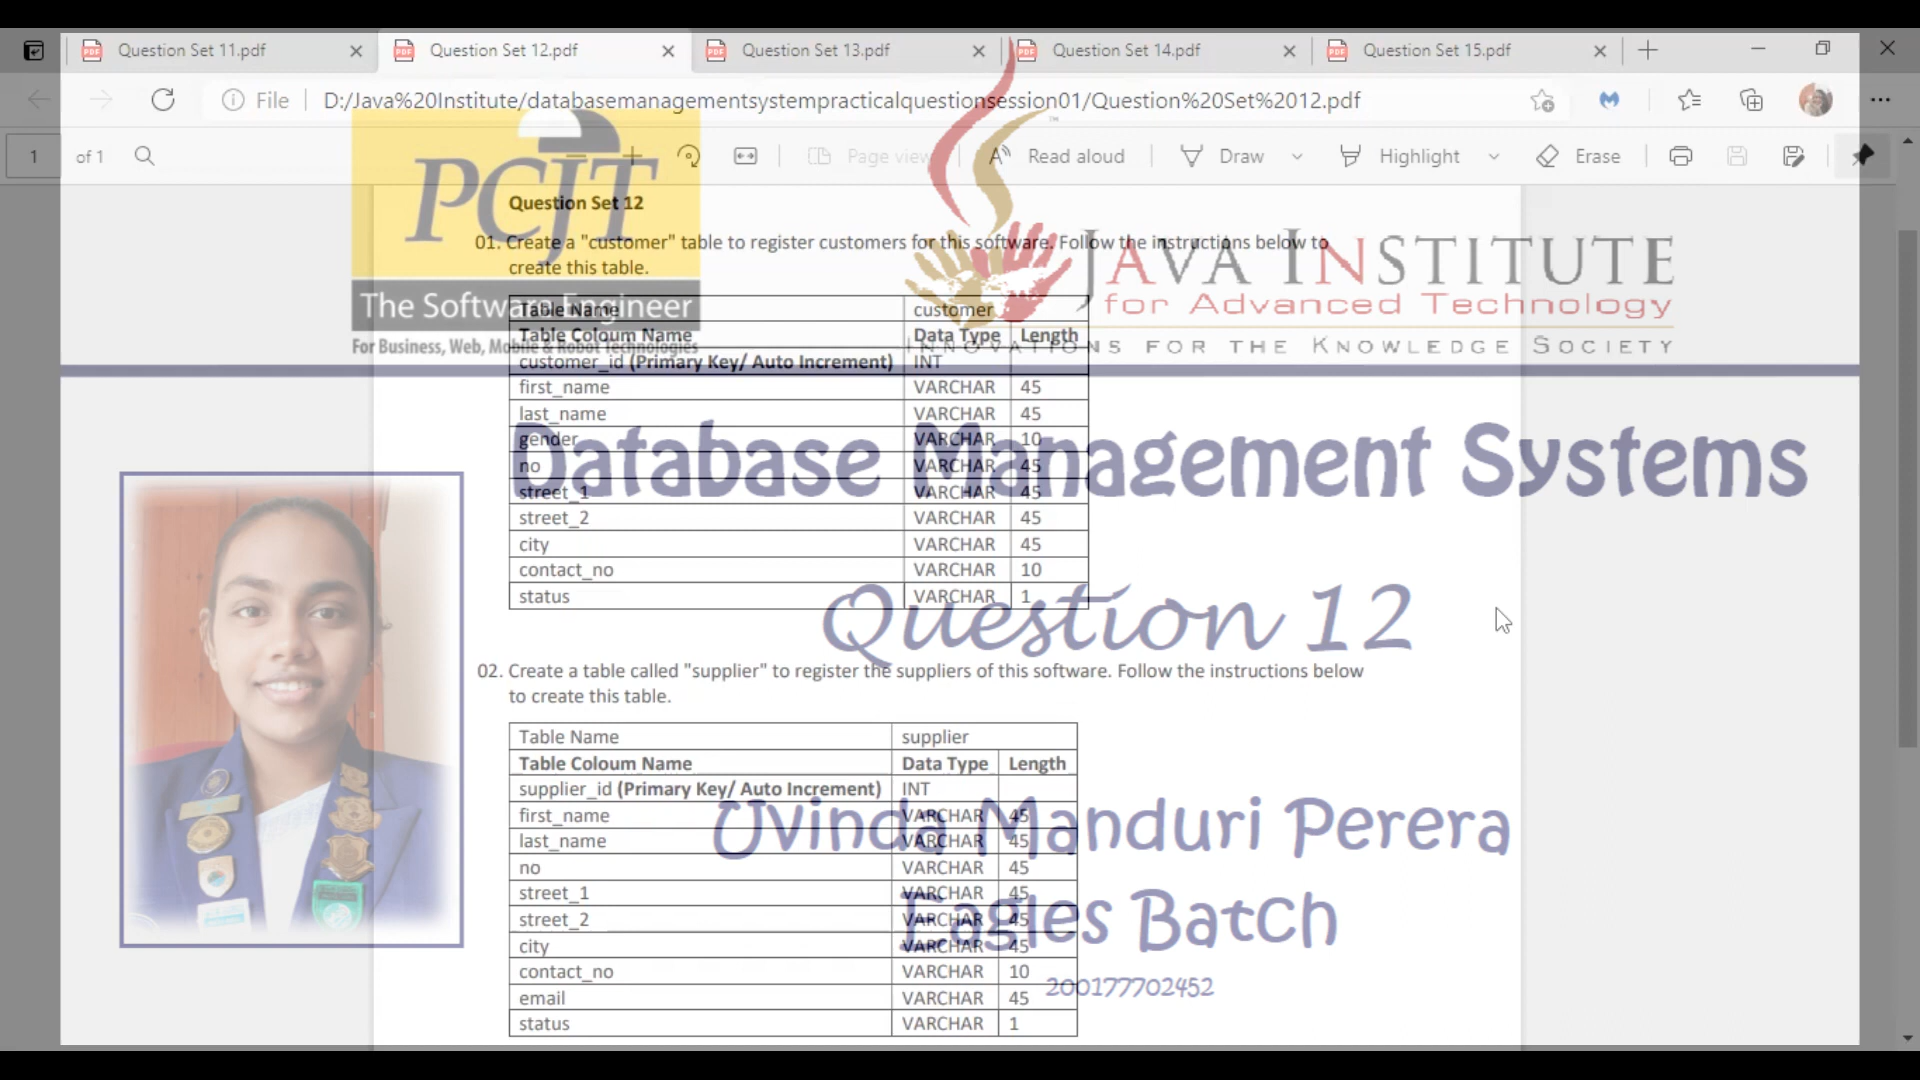 Question Set 11.pdf
Question Set 12.pdf
Question Set 13.pdf
Question Set 14.pdf
Question Set 15.pdf
File D:/Java%20Institute/databasemanagementsystempracticalquestionsession01/Question%20Set%2012.pdf
1 of 1
Page view
Read aloud
Draw
Highlight
Erase
PCJT
The Software Engineer
For Business, Web, Mobile & Robot Technologies
TM
JAVA INSTITUTE
for Advanced Technology
INNOVATIONS FOR THE KNOWLEDGE SOCIETY
Question Set 12
01. Create a "customer" table to register customers for this software. Follow the instructions below to
create this table.
Table Name customer
Table Coloum Name Data Type Length
customer_id (Primary Key/ Auto Increment) INT
first_name VARCHAR 45
last_name VARCHAR 45
gender VARCHAR 10
no VARCHAR 45
street_1 VARCHAR 45
street_2 VARCHAR 45
city VARCHAR 45
contact_no VARCHAR 10
status VARCHAR 1
Database Management Systems
Question 12
02. Create a table called "supplier" to register the suppliers of this software. Follow the instructions below
to create this table.
Table Name supplier
Table Coloum Name Data Type Length
supplier_id (Primary Key/ Auto Increment) INT
first_name VARCHAR 45
last_name VARCHAR 45
no VARCHAR 45
street_1 VARCHAR 45
street_2 VARCHAR 45
city VARCHAR 45
contact_no VARCHAR 10
email VARCHAR 45
status VARCHAR 1
Uvinda Manduri Perera
Eagles Batch
200177702452